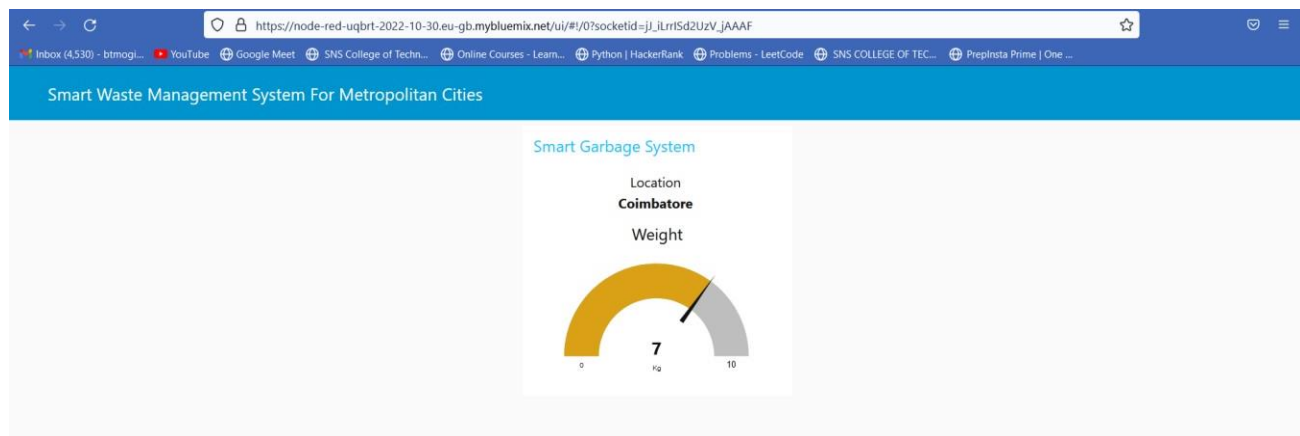 https://node-red-uqbrt-2022-10-30.eu-gb.mybluemix.net/ui/#!/0?socketid=jJ_iLrrISd2UzV_jAAAF
Inbox (4,530) - btmogi... YouTube Google Meet SNS College of Techn... Online Courses - Learn... Python | HackerRank Problems - LeetCode SNS COLLEGE OF TEC... PrepInsta Prime | One ...
Smart Waste Management System For Metropolitan Cities
Smart Garbage System
Location
Coimbatore
Weight
7
0 Kg 10